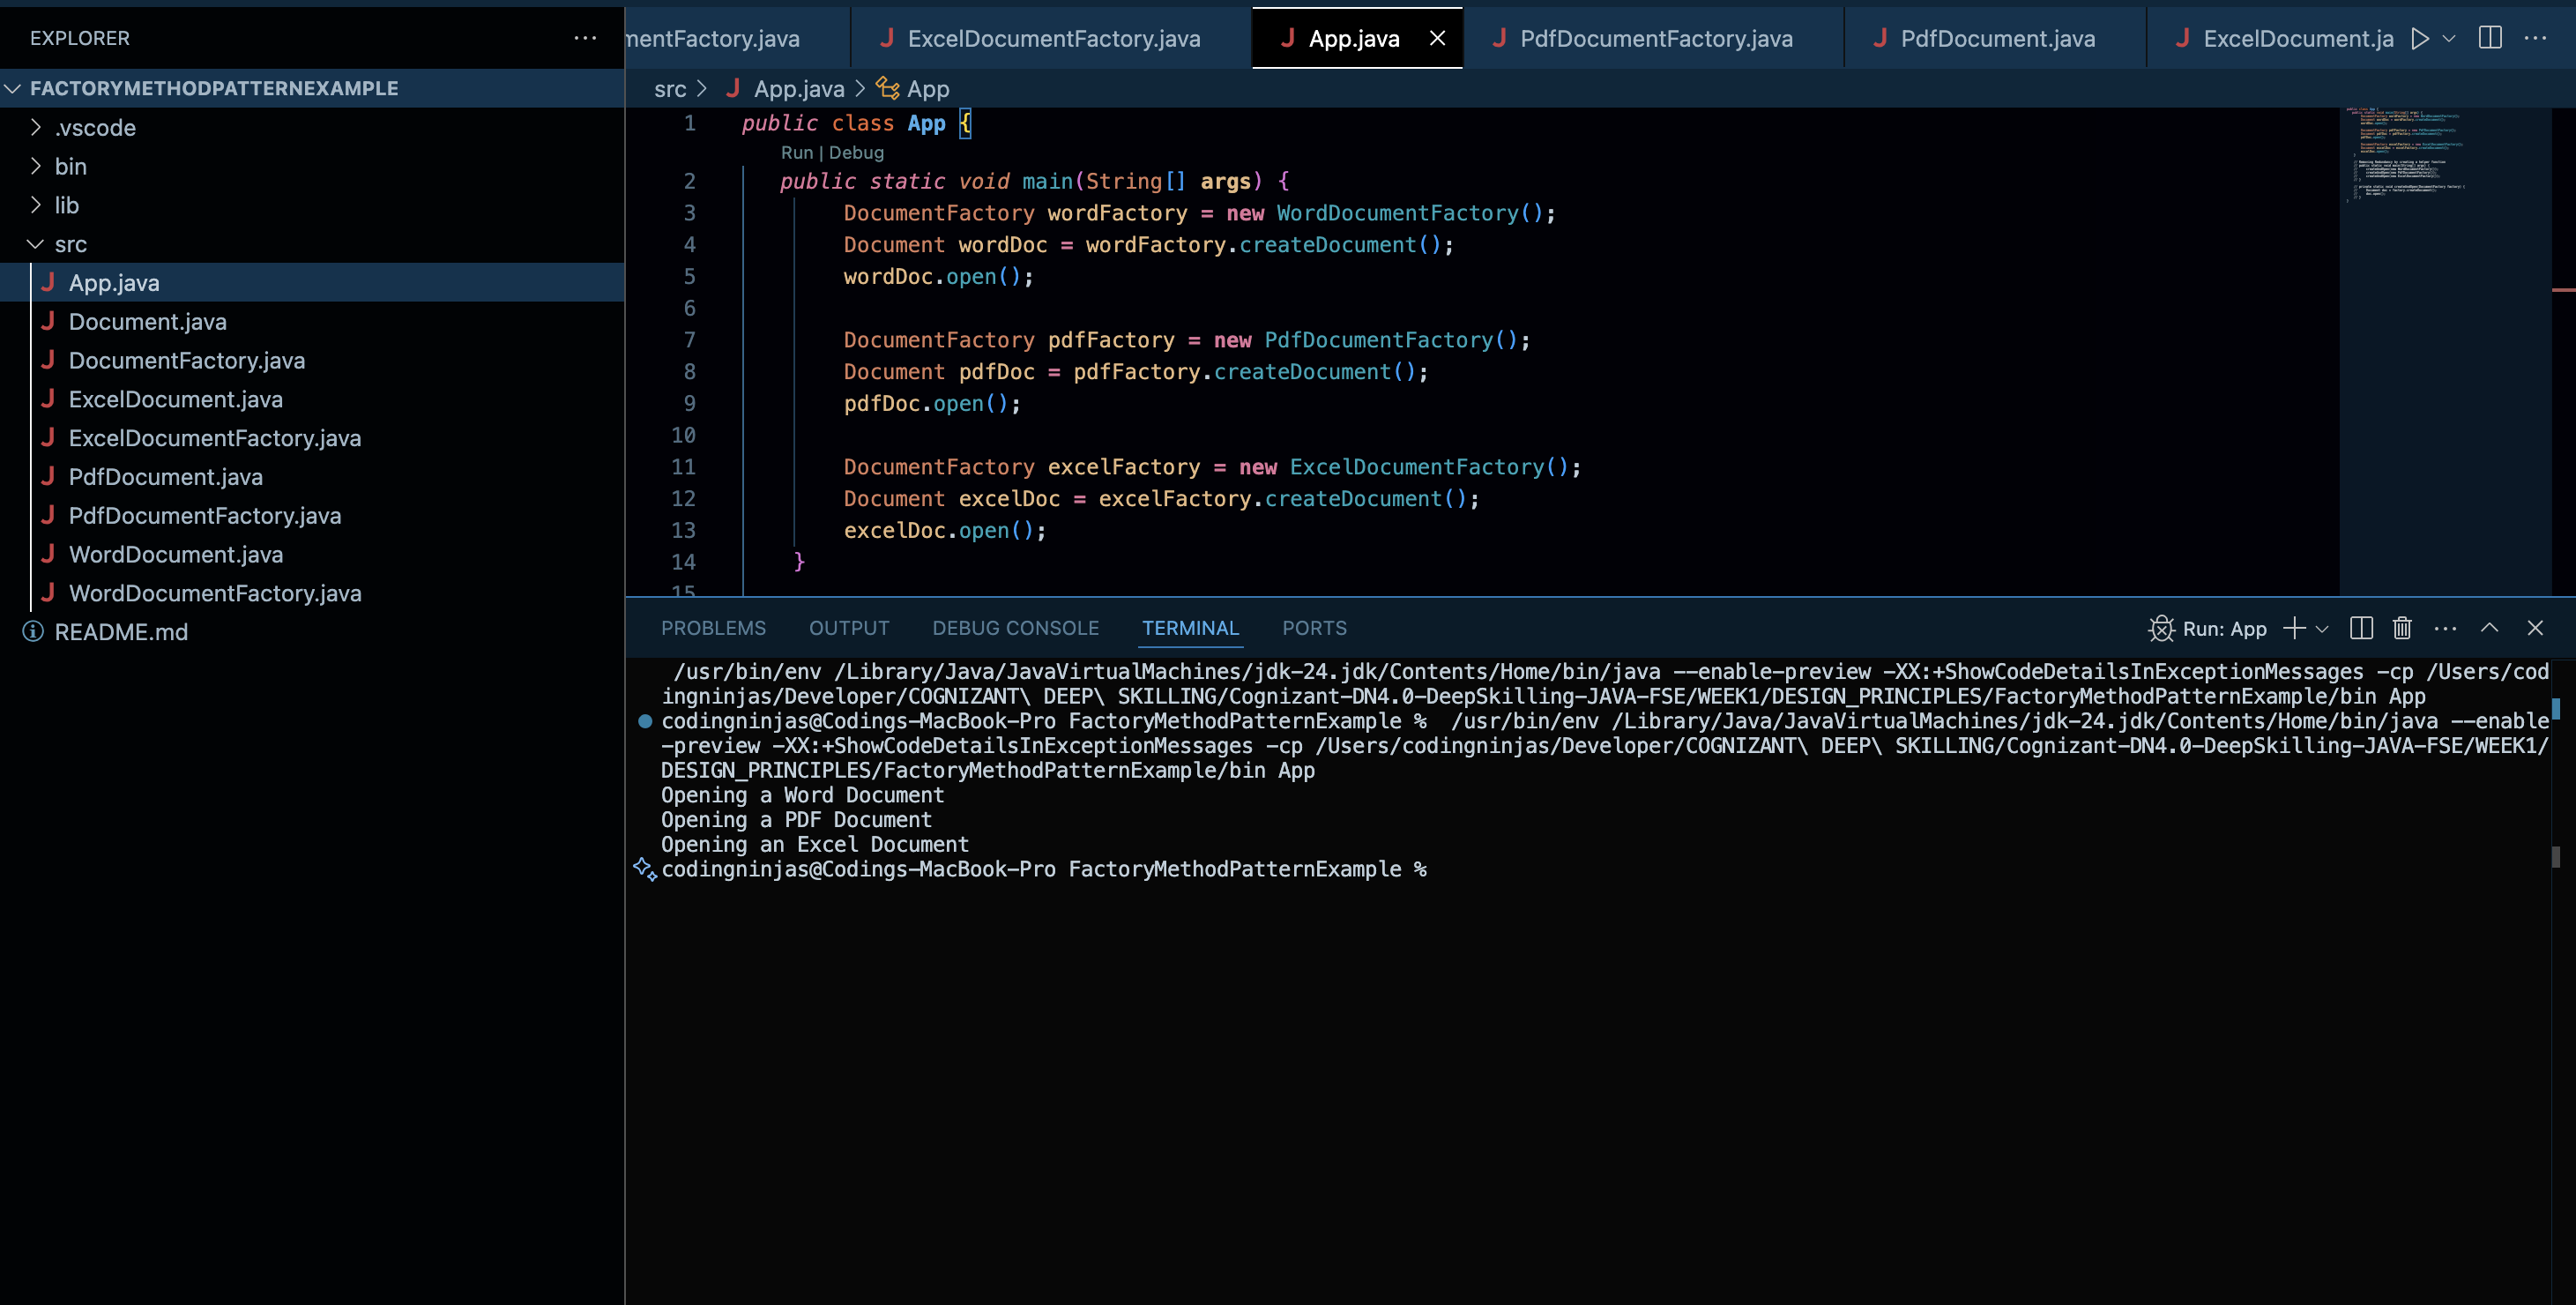 EXPLORER
FACTORYMETHODPATTERNEXAMPLE
.vscode
bin
lib
src
App.java
Document.java
DocumentFactory.java
ExcelDocument.java
ExcelDocumentFactory.java
PdfDocument.java
PdfDocumentFactory.java
WordDocument.java
WordDocumentFactory.java
README.md
mentFactory.java ExcelDocumentFactory.java App.java PdfDocumentFactory.java PdfDocument.java ExcelDocument.ja
src > App.java > App
1 public class App {
Run | Debug
2 public static void main(String[] args) {
3 DocumentFactory wordFactory = new WordDocumentFactory();
4 Document wordDoc = wordFactory.createDocument();
5 wordDoc.open();
6
7 DocumentFactory pdfFactory = new PdfDocumentFactory();
8 Document pdfDoc = pdfFactory.createDocument();
9 pdfDoc.open();
10
11 DocumentFactory excelFactory = new ExcelDocumentFactory();
12 Document excelDoc = excelFactory.createDocument();
13 excelDoc.open();
14 }
15
PROBLEMS OUTPUT DEBUG CONSOLE TERMINAL PORTS Run: App
/usr/bin/env /Library/Java/JavaVirtualMachines/jdk-24.jdk/Contents/Home/bin/java --enable-preview -XX:+ShowCodeDetailsInExceptionMessages -cp /Users/cod
ingninjas/Developer/COGNIZANT\ DEEP\ SKILLING/Cognizant-DN4.0-DeepSkilling-JAVA-FSE/WEEK1/DESIGN_PRINCIPLES/FactoryMethodPatternExample/bin App
codingninjas@Codings-MacBook-Pro FactoryMethodPatternExample % /usr/bin/env /Library/Java/JavaVirtualMachines/jdk-24.jdk/Contents/Home/bin/java --enable
-preview -XX:+ShowCodeDetailsInExceptionMessages -cp /Users/codingninjas/Developer/COGNIZANT\ DEEP\ SKILLING/Cognizant-DN4.0-DeepSkilling-JAVA-FSE/WEEK1/
DESIGN_PRINCIPLES/FactoryMethodPatternExample/bin App
Opening a Word Document
Opening a PDF Document
Opening an Excel Document
codingninjas@Codings-MacBook-Pro FactoryMethodPatternExample %